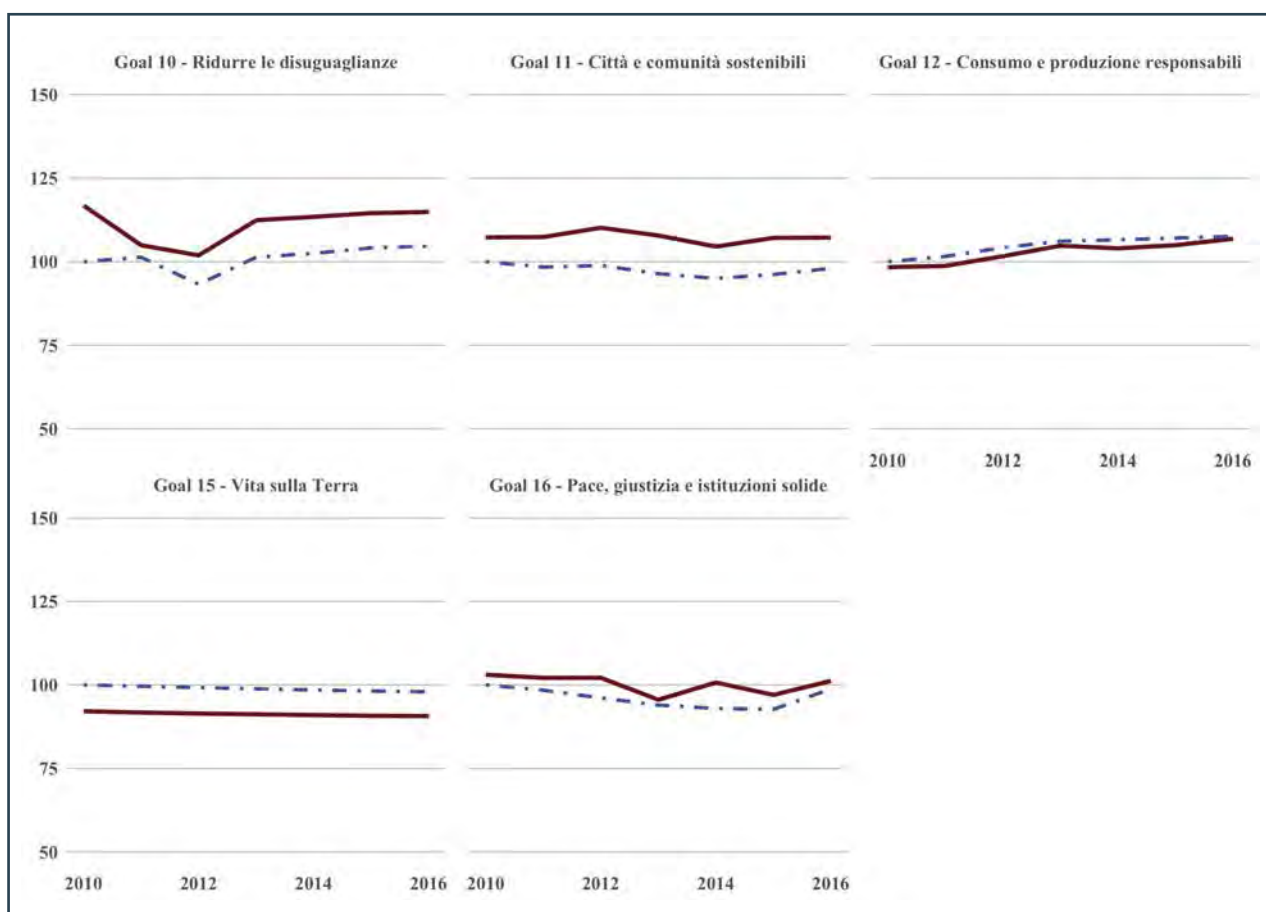 Goal 10 - Ridurre le disuguaglianze
Goal 11 - Città e comunità sostenibili
Goal 12 - Consumo e produzione responsabili
150
125
100
75
50
2010 2012 2014 2016
Goal 15 - Vita sulla Terra
Goal 16 - Pace, giustizia e istituzioni solide
150
125
100
75
50
2010 2012 2014 2016
2010 2012 2014 2016